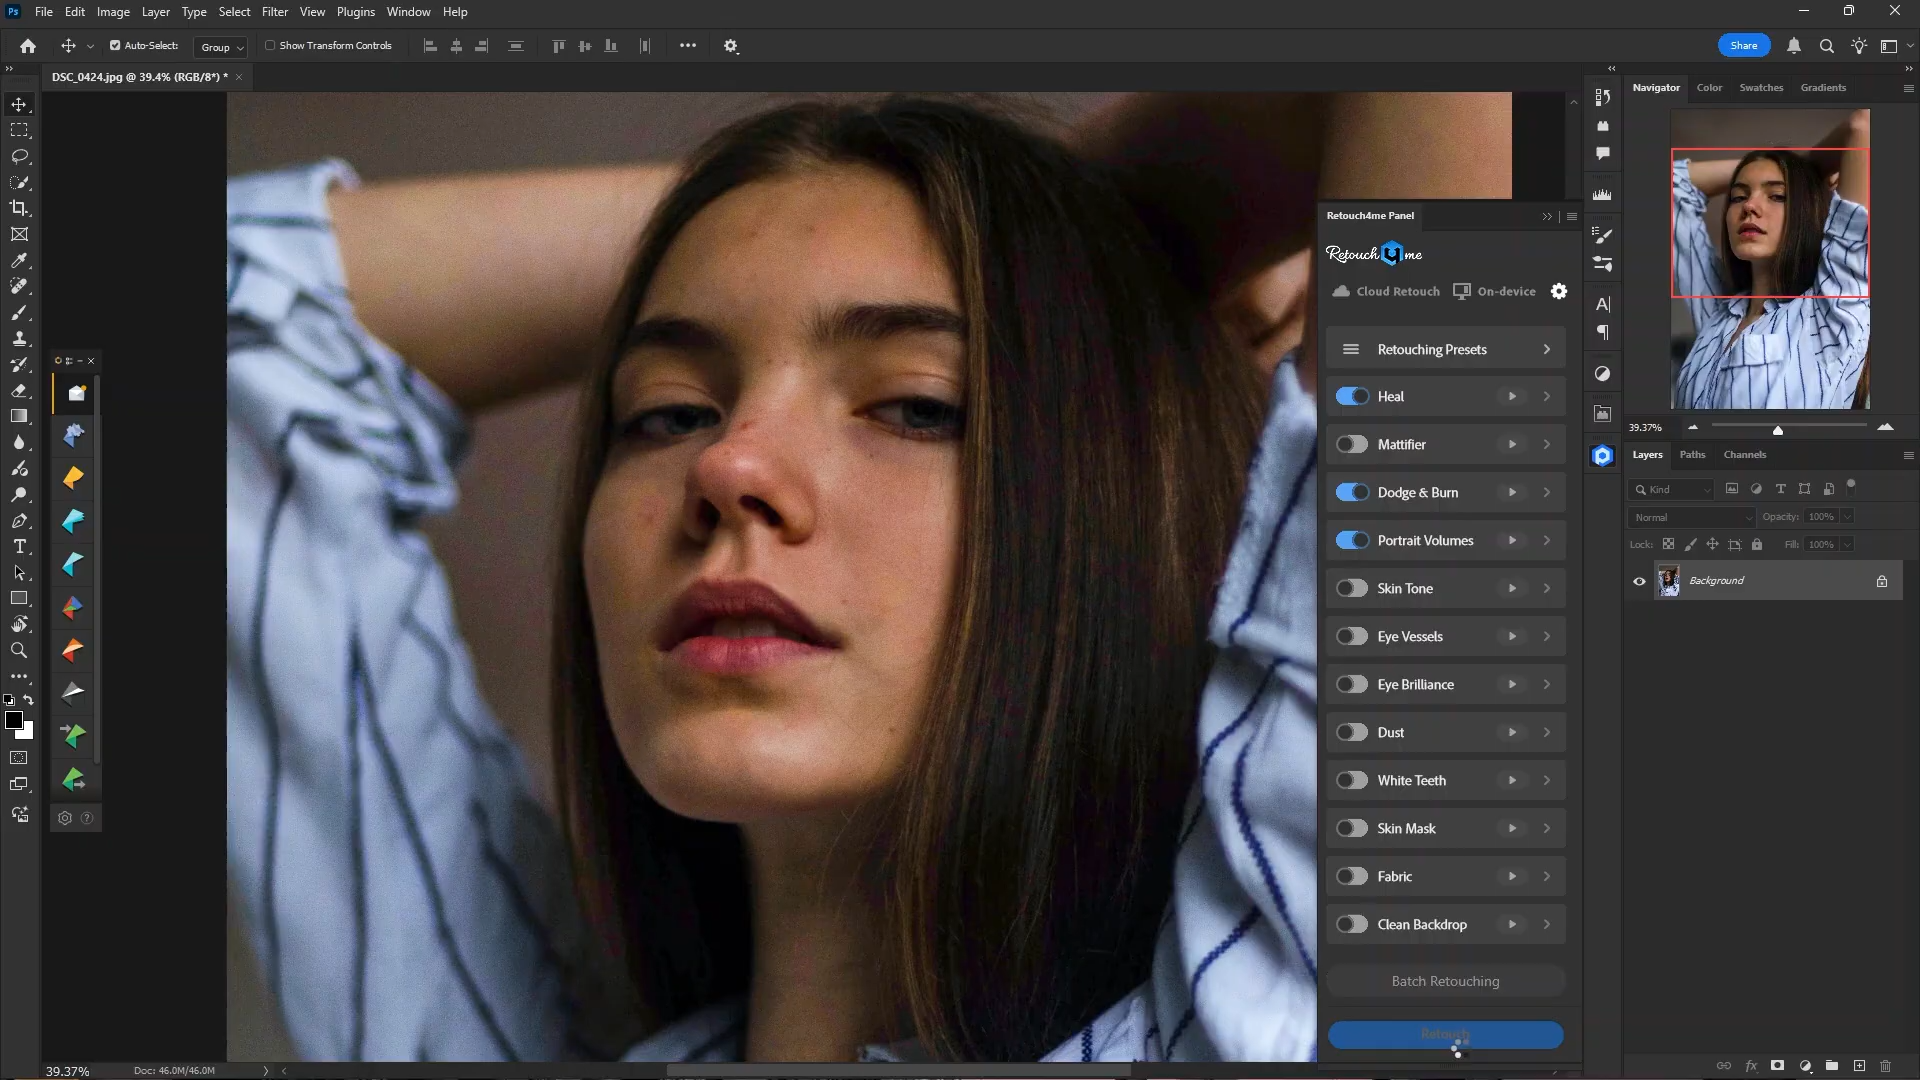 Ps File Edit Image Layer Type Select Filter View Plugins Window Help
Auto-Select: Group Show Transform Controls Share
DSC_0424.jpg @ 39.4% (RGB/8*) * ×
Navigator Color Swatches Gradients
Retouch4me Panel
Retouch4me
Cloud Retouch On-device
Retouching Presets
Heal
Mattifier
Dodge & Burn
Portrait Volumes
Skin Tone
Eye Vessels
Eye Brilliance
Dust
White Teeth
Skin Mask
Fabric
Clean Backdrop
Batch Retouching
Retouch
39.37%
Layers Paths Channels
Kind
Normal Opacity: 100%
Lock: Fill: 100%
Background
39.37% Doc: 46.0M/46.0M